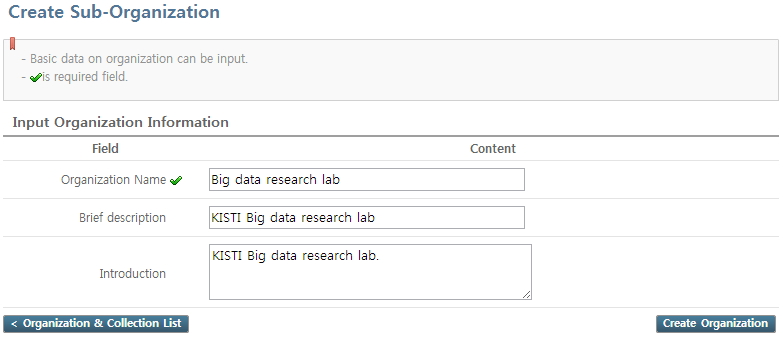 Create Sub-Organization
- Basic data on organization can be input.
- is required field.
Input Organization Information
Field Content
Organization Name Big data research lab
Brief description KISTI Big data research lab
Introduction KISTI Big data research lab.
< Organization & Collection List Create Organization